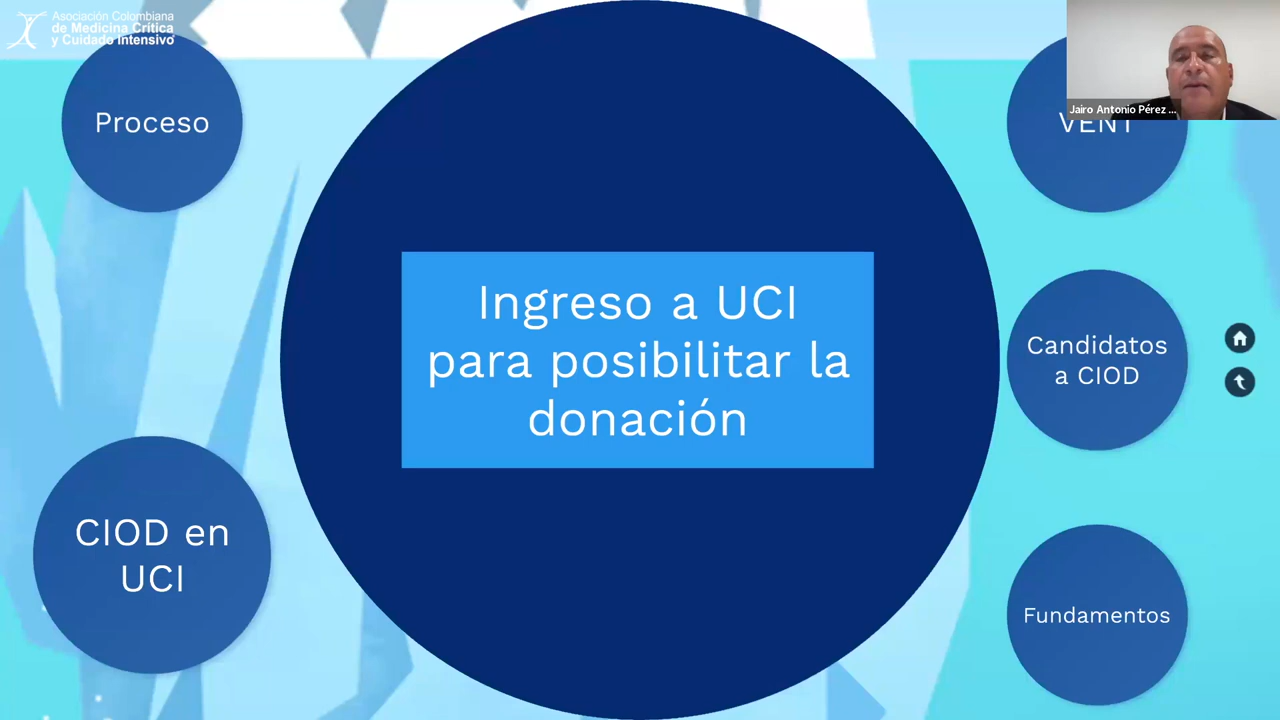 Asociación Colombiana
de Medicina Crítica
y Cuidado Intensivo
Jairo Antonio Pérez ...
Proceso
VENT
Ingreso a UCI
para posibilitar la
donación
Candidatos
a CIOD
CIOD en
UCI
Fundamentos